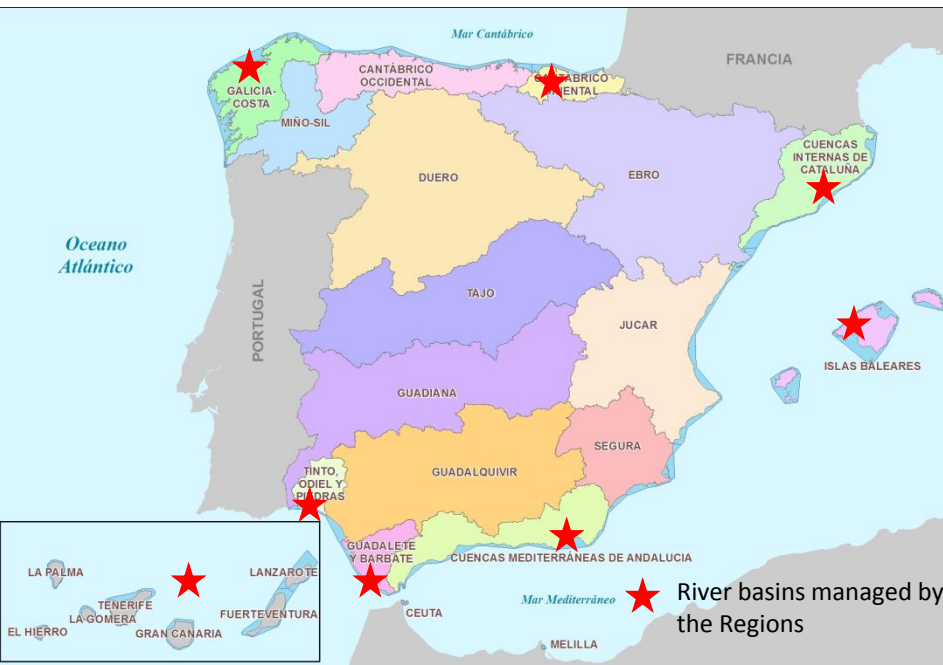 Mar Cantábrico
FRANCIA
CANTÁBRICO
OCCIDENTAL
CANTÁBRICO
ORIENTAL
GALICIA-
COSTA
MIÑO-SIL
CUENCAS
INTERNAS DE
CATALUÑA
DUERO
EBRO
Oceano
Atlántico
TAJO
PORTUGAL
JUCAR
ISLAS BALEARES
GUADIANA
SEGURA
GUADALQUIVIR
TINTO,
ODIEL Y
PIEDRAS
GUADALETE
Y BARBATE
CUENCAS MEDITERRÁNEAS DE ANDALUCIA
LA PALMA
LANZAROTE
TENERIFE
LA GOMERA
FUERTEVENTURA
EL HIERRO
GRAN CANARIA
CEUTA
Mar Mediterráneo
MELILLA
River basins managed by
the Regions